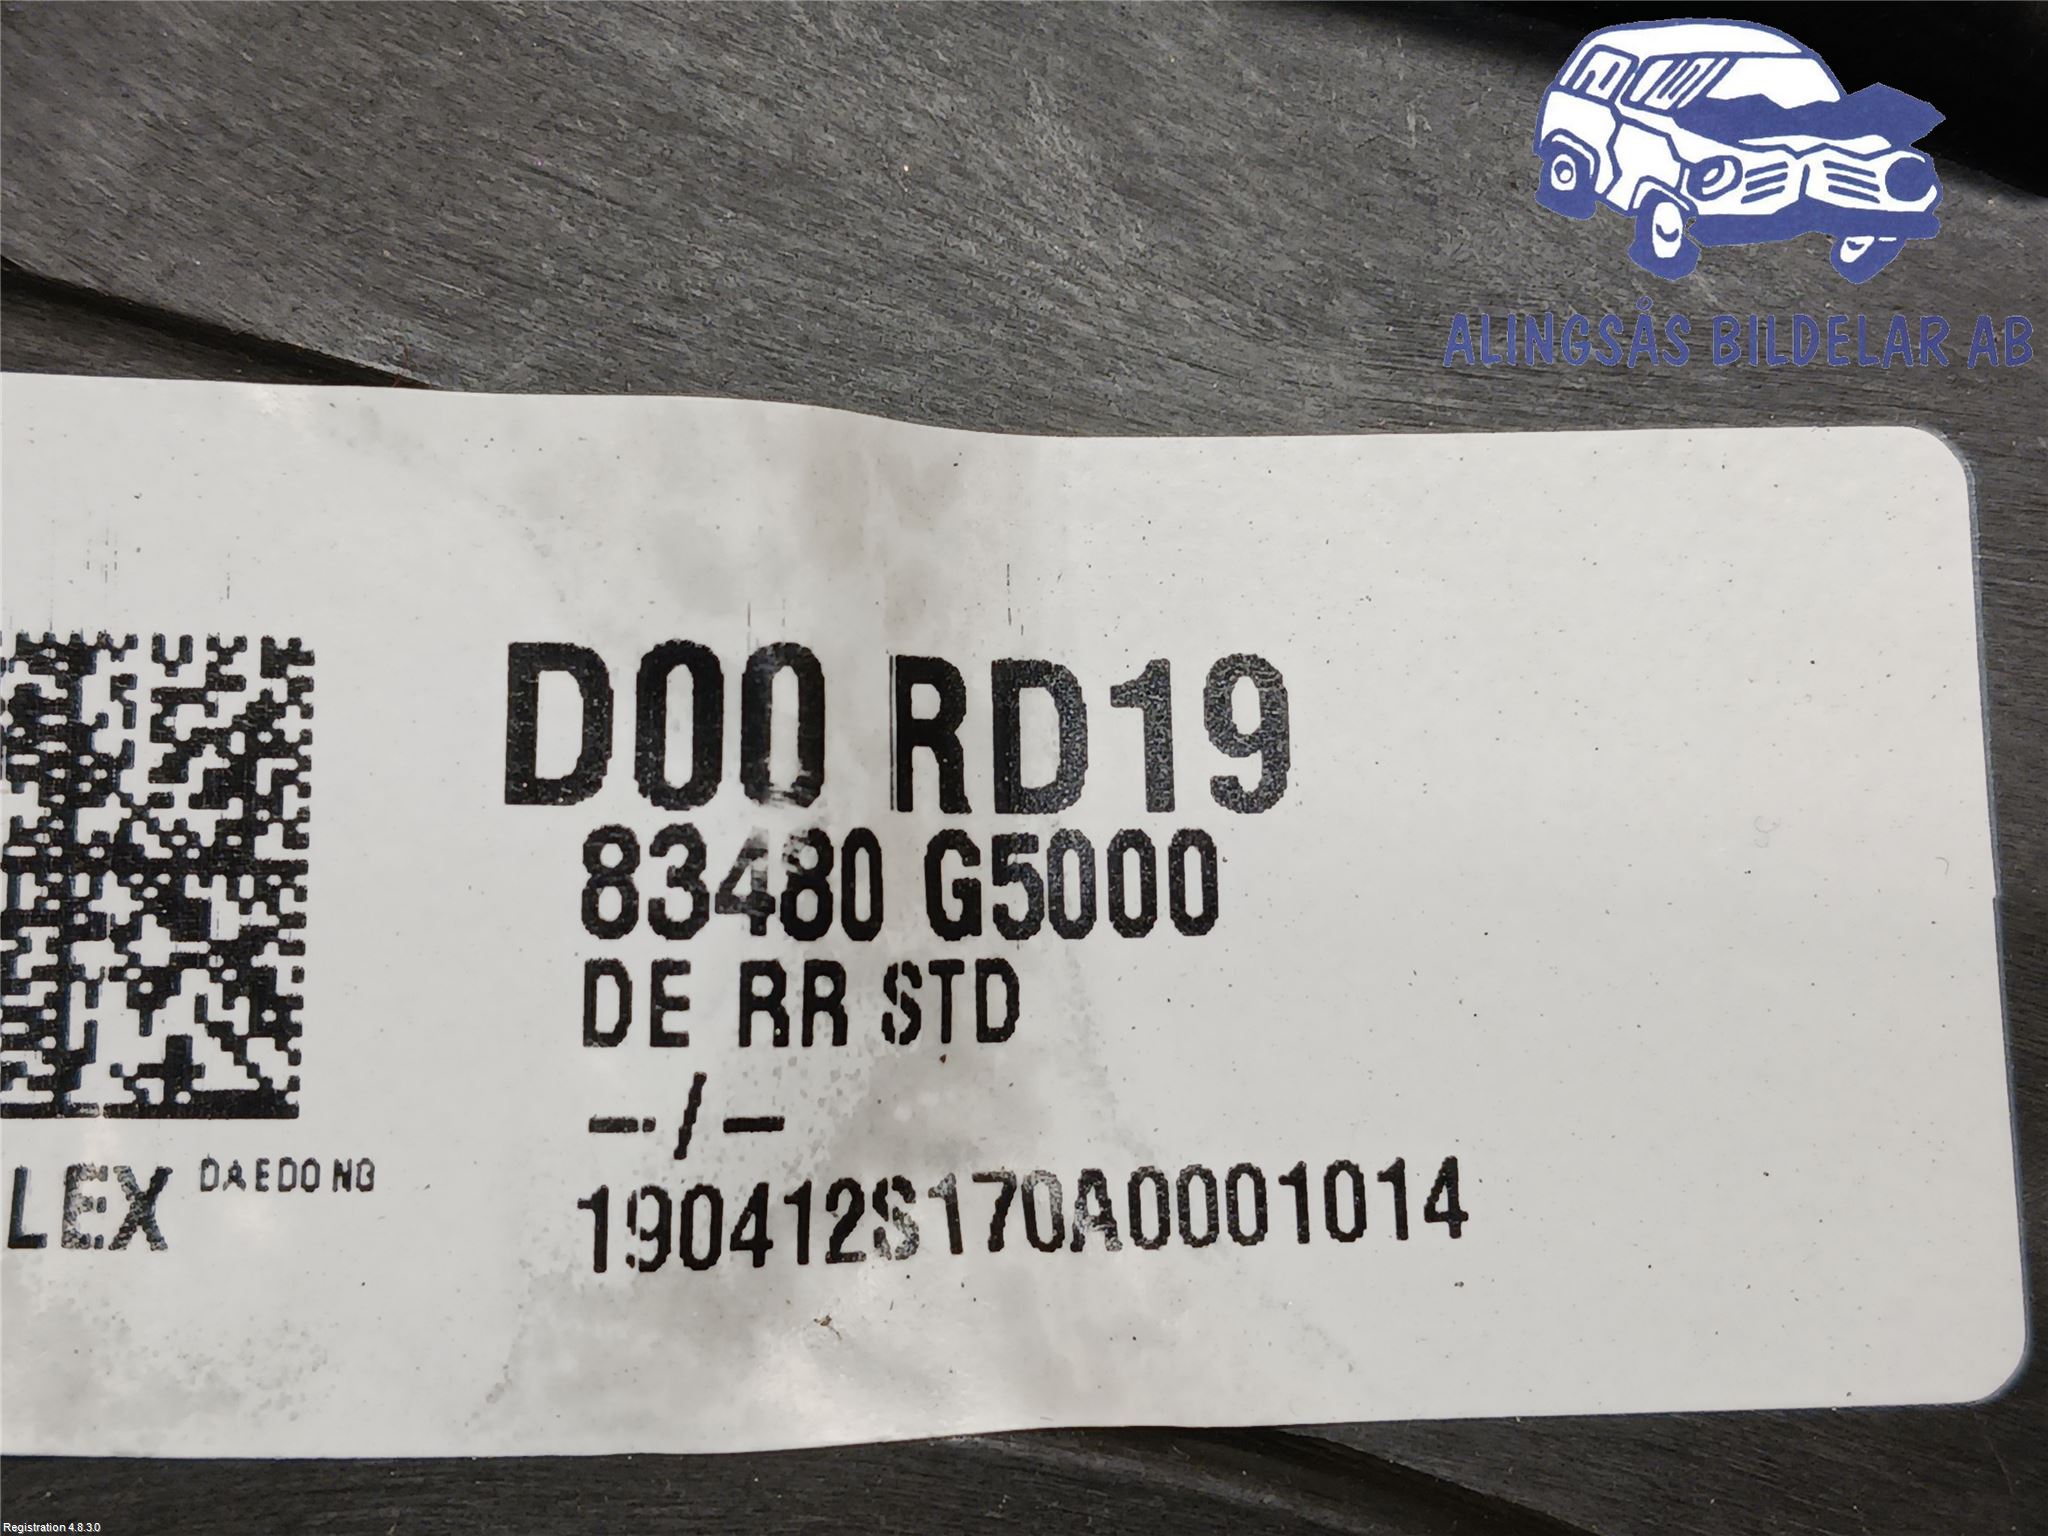 ALINGSÅS BILDELAR AB
D00 RD19
83480 G5000
DE RR STD
-/-
LEX DAEDONG
190412S170A0001014
Registration 4.8.3.0